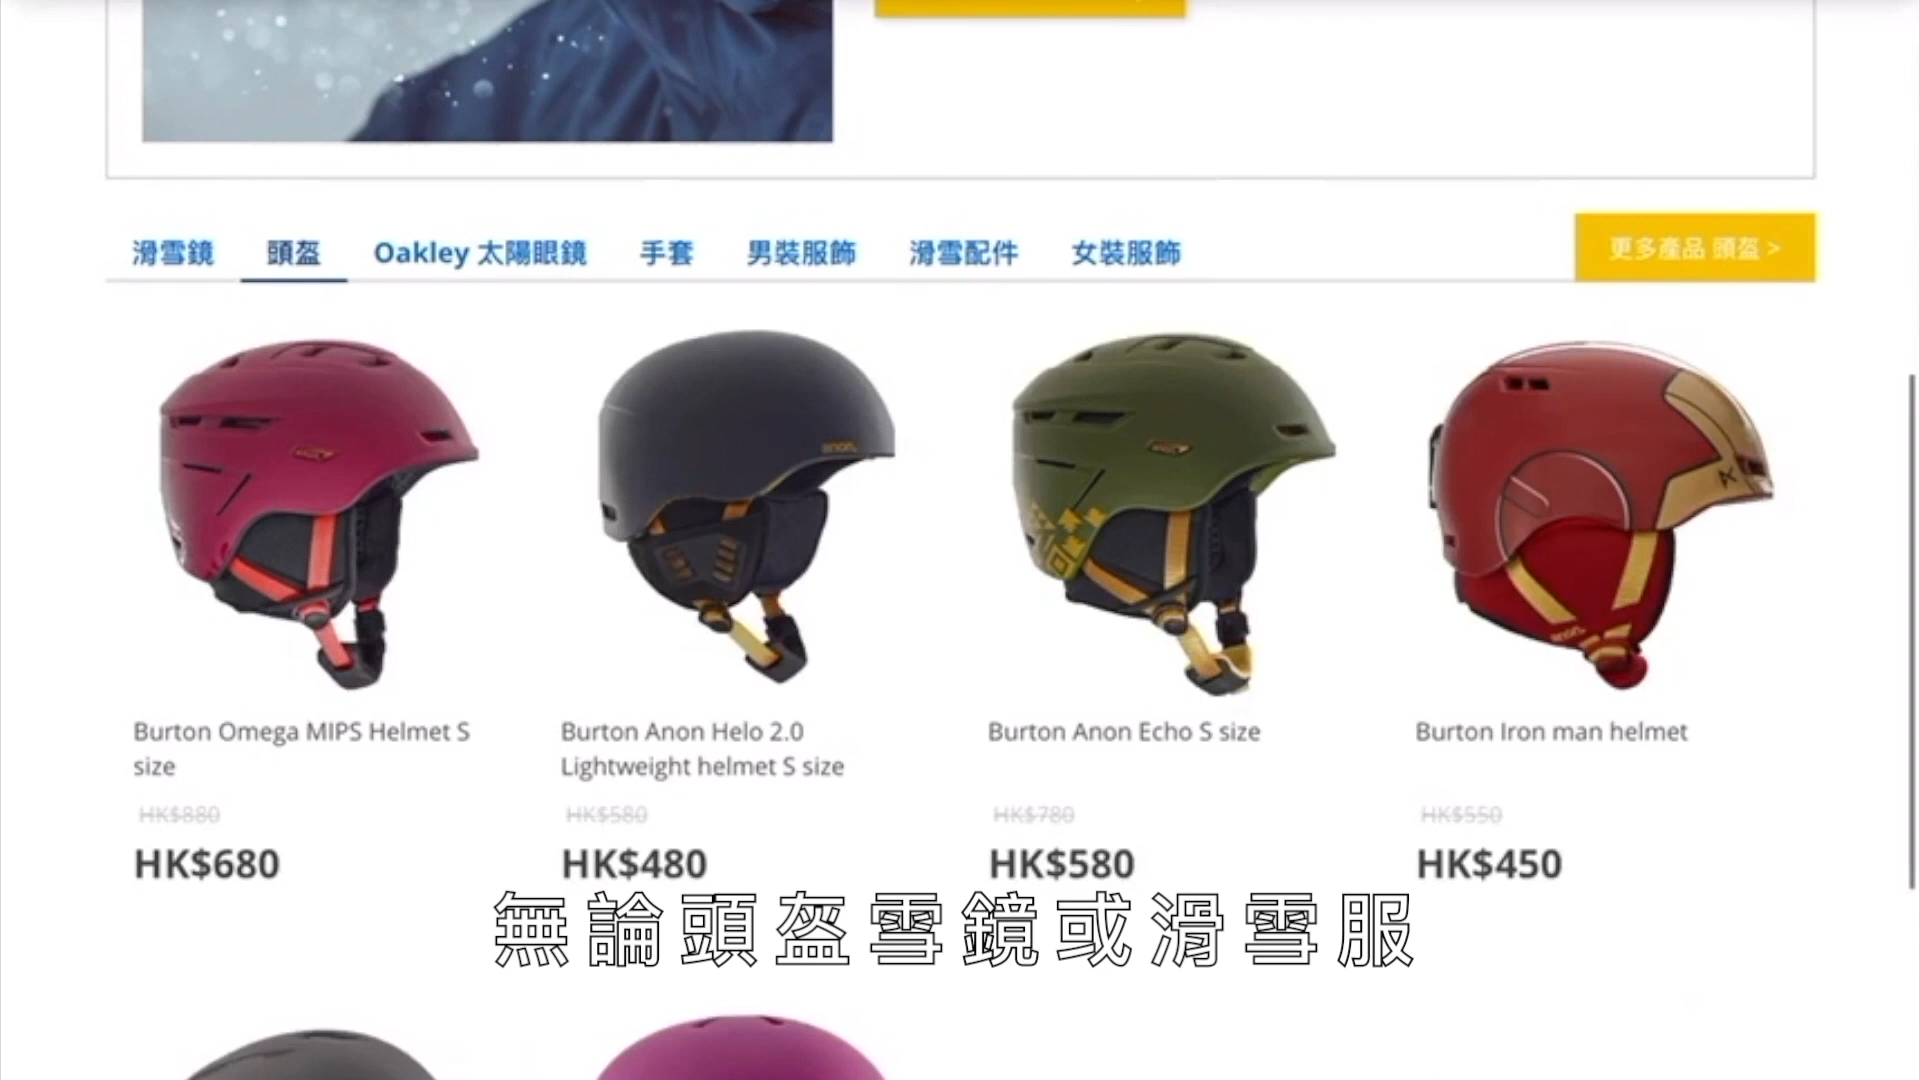 滑雪鏡 頭盔 Oakley 太陽眼鏡 手套 男裝服飾 滑雪配件 女裝服飾 更多產品 頭盔 >
anon
anon
Burton Omega MIPS Helmet S
size
HK$880
HK$680
Burton Anon Helo 2.0
Lightweight helmet S size
HK$580
HK$480
Burton Anon Echo S size
HK$780
HK$580
Burton Iron man helmet
HK$550
HK$450
無論頭盔雪鏡或滑雪服